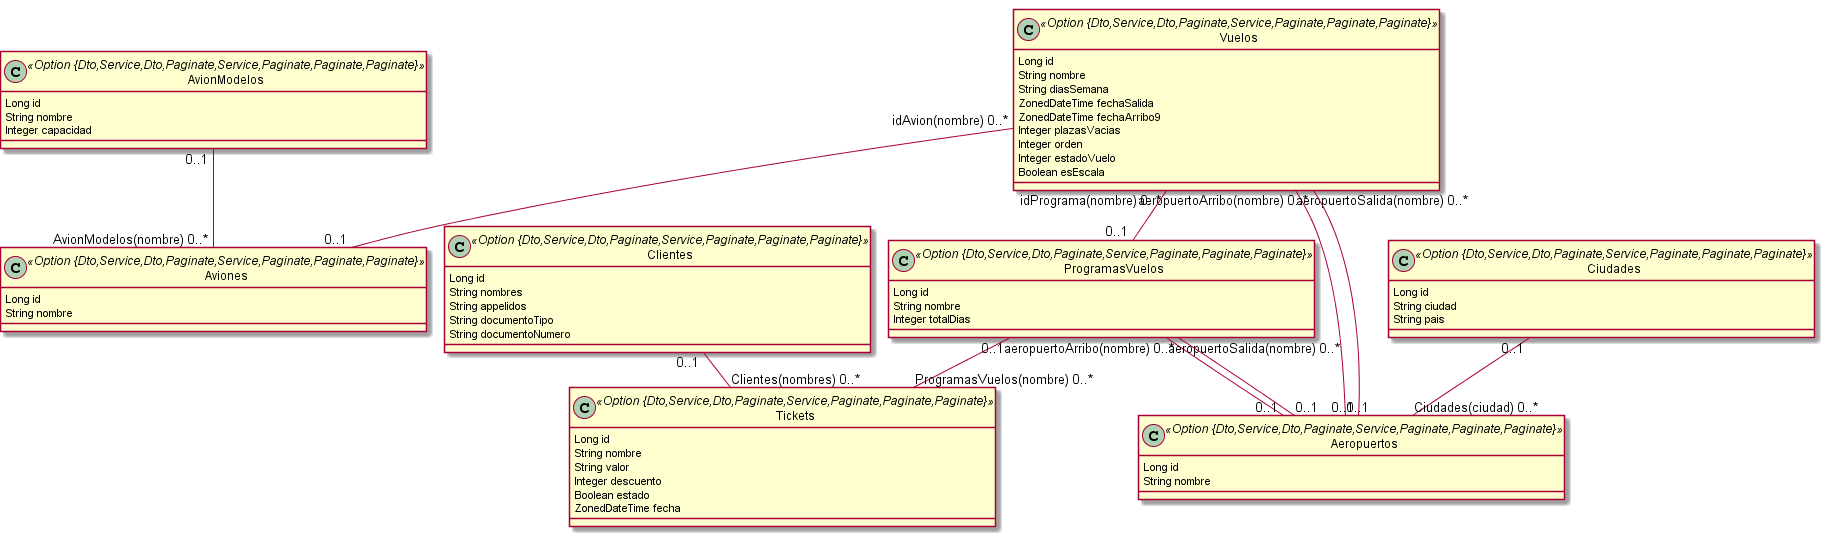 C «Option {Dto,Service,Dto,Paginate,Service,Paginate,Paginate,Paginate}»
Vuelos
Long id
String nombre
String diasSemana
ZonedDateTime fechaSalida
ZonedDateTime fechaArribo9
Integer plazasVacias
Integer orden
Integer estadoVuelo
Boolean esEscala
C «Option {Dto,Service,Dto,Paginate,Service,Paginate,Paginate,Paginate}»
AvionModelos
Long id
String nombre
Integer capacidad
idAvion(nombre) 0..*
0..1
idPrograma(nombre) 0..*
aeropuertoArribo(nombre) 0..*
aeropuertoSalida(nombre) 0..*
AvionModelos(nombre) 0..*
0..1
0..1
C «Option {Dto,Service,Dto,Paginate,Service,Paginate,Paginate,Paginate}»
Aviones
Long id
String nombre
C «Option {Dto,Service,Dto,Paginate,Service,Paginate,Paginate,Paginate}»
Clientes
Long id
String nombres
String appelidos
String documentoTipo
String documentoNumero
C «Option {Dto,Service,Dto,Paginate,Service,Paginate,Paginate,Paginate}»
ProgramasVuelos
Long id
String nombre
Integer totalDias
C «Option {Dto,Service,Dto,Paginate,Service,Paginate,Paginate,Paginate}»
Ciudades
Long id
String ciudad
String pais
0..1
0..1
aeropuertoArribo(nombre) 0..*
aeropuertoSalida(nombre) 0..*
0..1
Clientes(nombres) 0..*
ProgramasVuelos(nombre) 0..*
0..1
0..1
0..1
0..1
Ciudades(ciudad) 0..*
C «Option {Dto,Service,Dto,Paginate,Service,Paginate,Paginate,Paginate}»
Tickets
Long id
String nombre
String valor
Integer descuento
Boolean estado
ZonedDateTime fecha
C «Option {Dto,Service,Dto,Paginate,Service,Paginate,Paginate,Paginate}»
Aeropuertos
Long id
String nombre